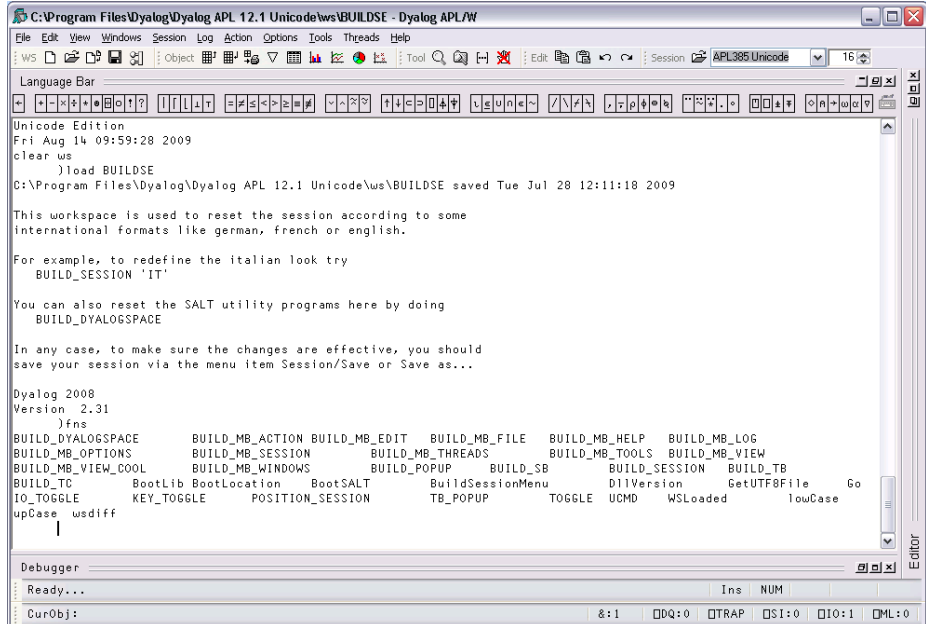 C:\Program Files\Dyalog\Dyalog APL 12.1 Unicode\ws\BUILDSE - Dyalog APL/W
File Edit View Windows Session Log Action Options Tools Threads Help
WS Object Tool Edit Session APL385 Unicode 16
Language Bar
Unicode Edition
Fri Aug 14 09:59:28 2009
clear ws
      )load BUILDSE
C:\Program Files\Dyalog\Dyalog APL 12.1 Unicode\ws\BUILDSE saved Tue Jul 28 12:11:18 2009
This workspace is used to reset the session according to some
international formats like german, french or english.
For example, to redefine the italian look try
   BUILD_SESSION 'IT'
You can also reset the SALT utility programs here by doing
   BUILD_DYALOGSPACE
In any case, to make sure the changes are effective, you should
save your session via the menu item Session/Save or Save as...
Dyalog 2008
Version  2.31
      )fns
BUILD_DYALOGSPACE BUILD_MB_ACTION BUILD_MB_EDIT BUILD_MB_FILE BUILD_MB_HELP BUILD_MB_LOG
BUILD_MB_OPTIONS BUILD_MB_SESSION BUILD_MB_THREADS BUILD_MB_TOOLS BUILD_MB_VIEW
BUILD_MB_VIEW_COOL BUILD_MB_WINDOWS BUILD_POPUP BUILD_SB BUILD_SESSION BUILD_TB
BUILD_TC BootLib BootLocation BootSALT BuildSessionMenu DllVersion GetUTF8File Go
IO_TOGGLE KEY_TOGGLE POSITION_SESSION TB_POPUP TOGGLE UCMD WSLoaded lowCase
upCase wsdiff
Editor
Debugger
Ready... Ins NUM
CurObj: &:1 ⎕DQ:0 ⎕TRAP ⎕SI:0 ⎕IO:1 ⎕ML:0